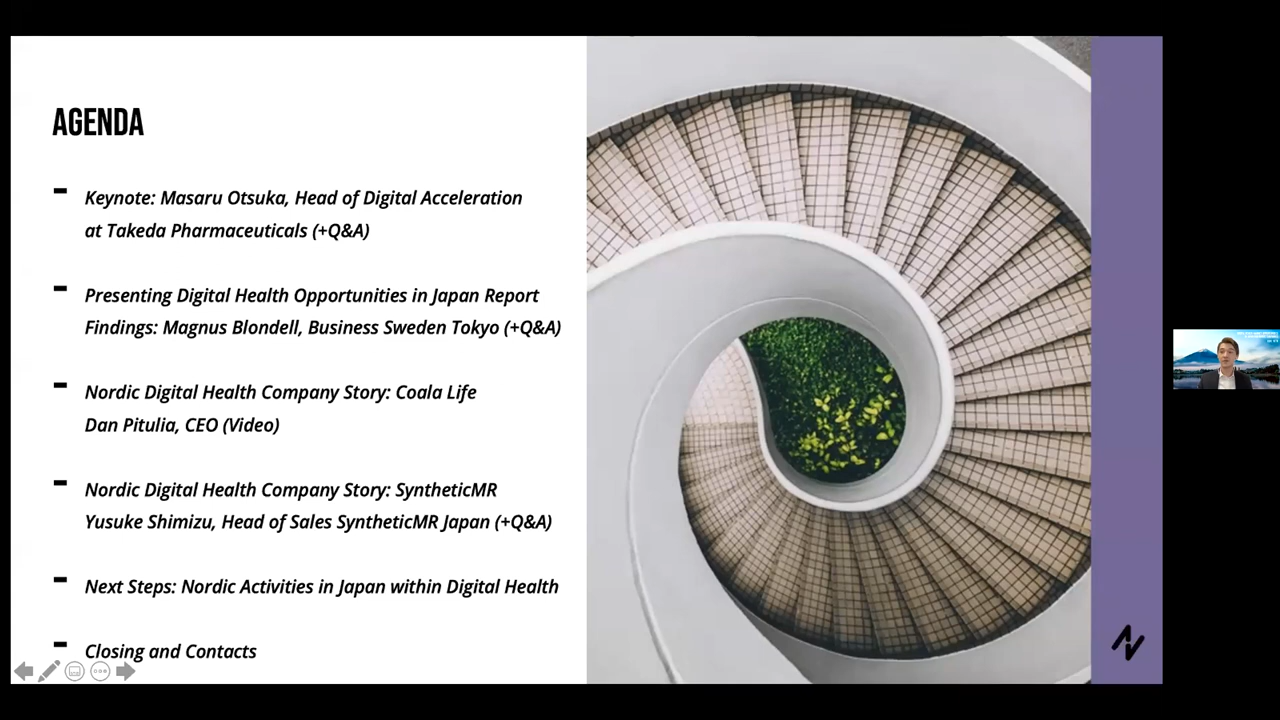 AGENDA
- Keynote: Masaru Otsuka, Head of Digital Acceleration
at Takeda Pharmaceuticals (+Q&A)
- Presenting Digital Health Opportunities in Japan Report
Findings: Magnus Blondell, Business Sweden Tokyo (+Q&A)
- Nordic Digital Health Company Story: Coala Life
Dan Pitulia, CEO (Video)
- Nordic Digital Health Company Story: SyntheticMR
Yusuke Shimizu, Head of Sales SyntheticMR Japan (+Q&A)
- Next Steps: Nordic Activities in Japan within Digital Health
- Closing and Contacts